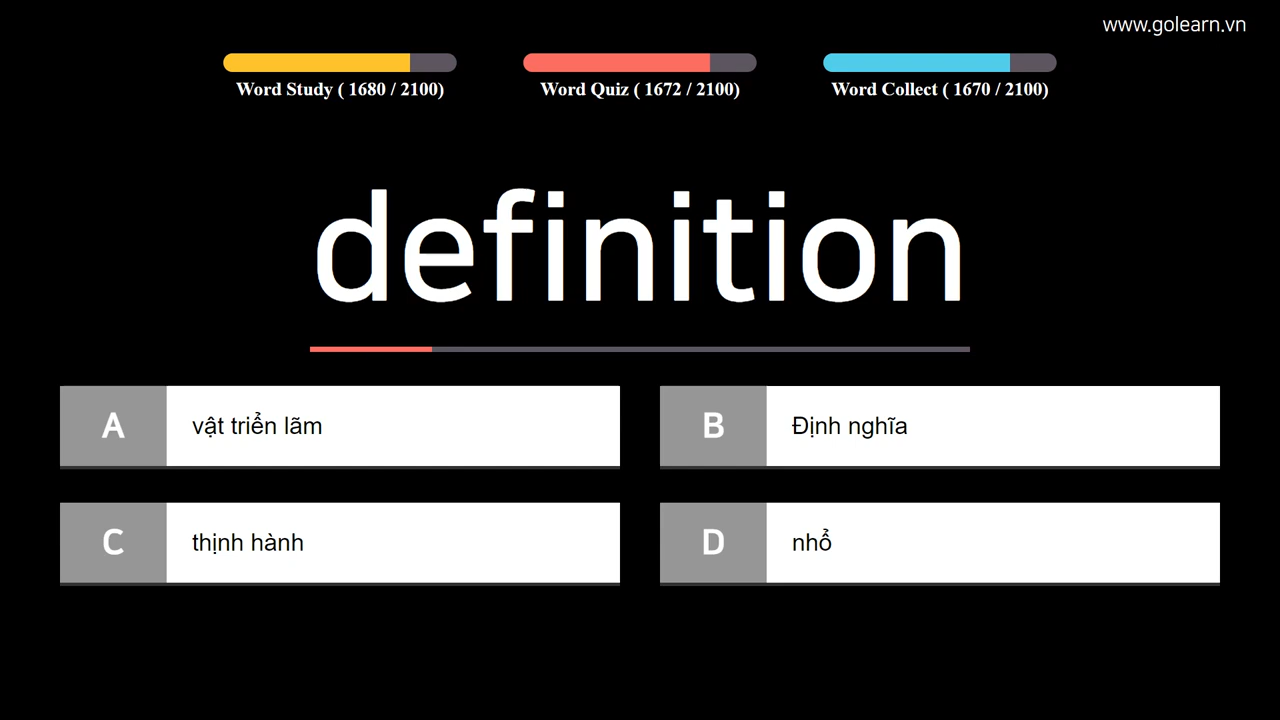 www.golearn.vn
Word Study ( 1680 / 2100)
Word Quiz ( 1672 / 2100)
Word Collect ( 1670 / 2100)
definition
A vật triển lãm
B Định nghĩa
C thịnh hành
D nhổ